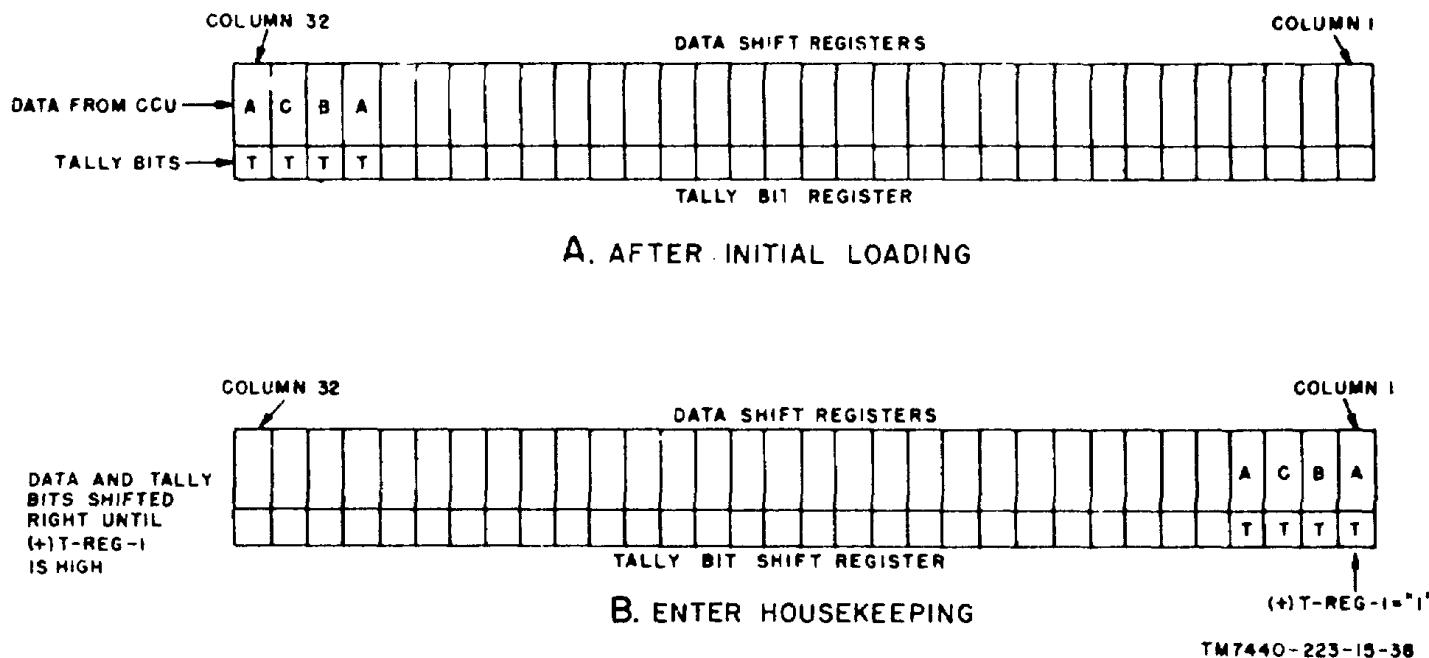 COLUMN 32
COLUMN 1
DATA SHIFT REGISTERS
DATA FROM CCU
A C B A
TALLY BITS
T T T T
TALLY BIT REGISTER
A. AFTER INITIAL LOADING
COLUMN 32
COLUMN 1
DATA SHIFT REGISTERS
DATA AND TALLY
BITS SHIFTED
RIGHT UNTIL
(+)T-REG-1
IS HIGH
A C B A
T T T T
TALLY BIT SHIFT REGISTER
(+)T-REG-1="1"
B. ENTER HOUSEKEEPING
TM7440-223-15-38